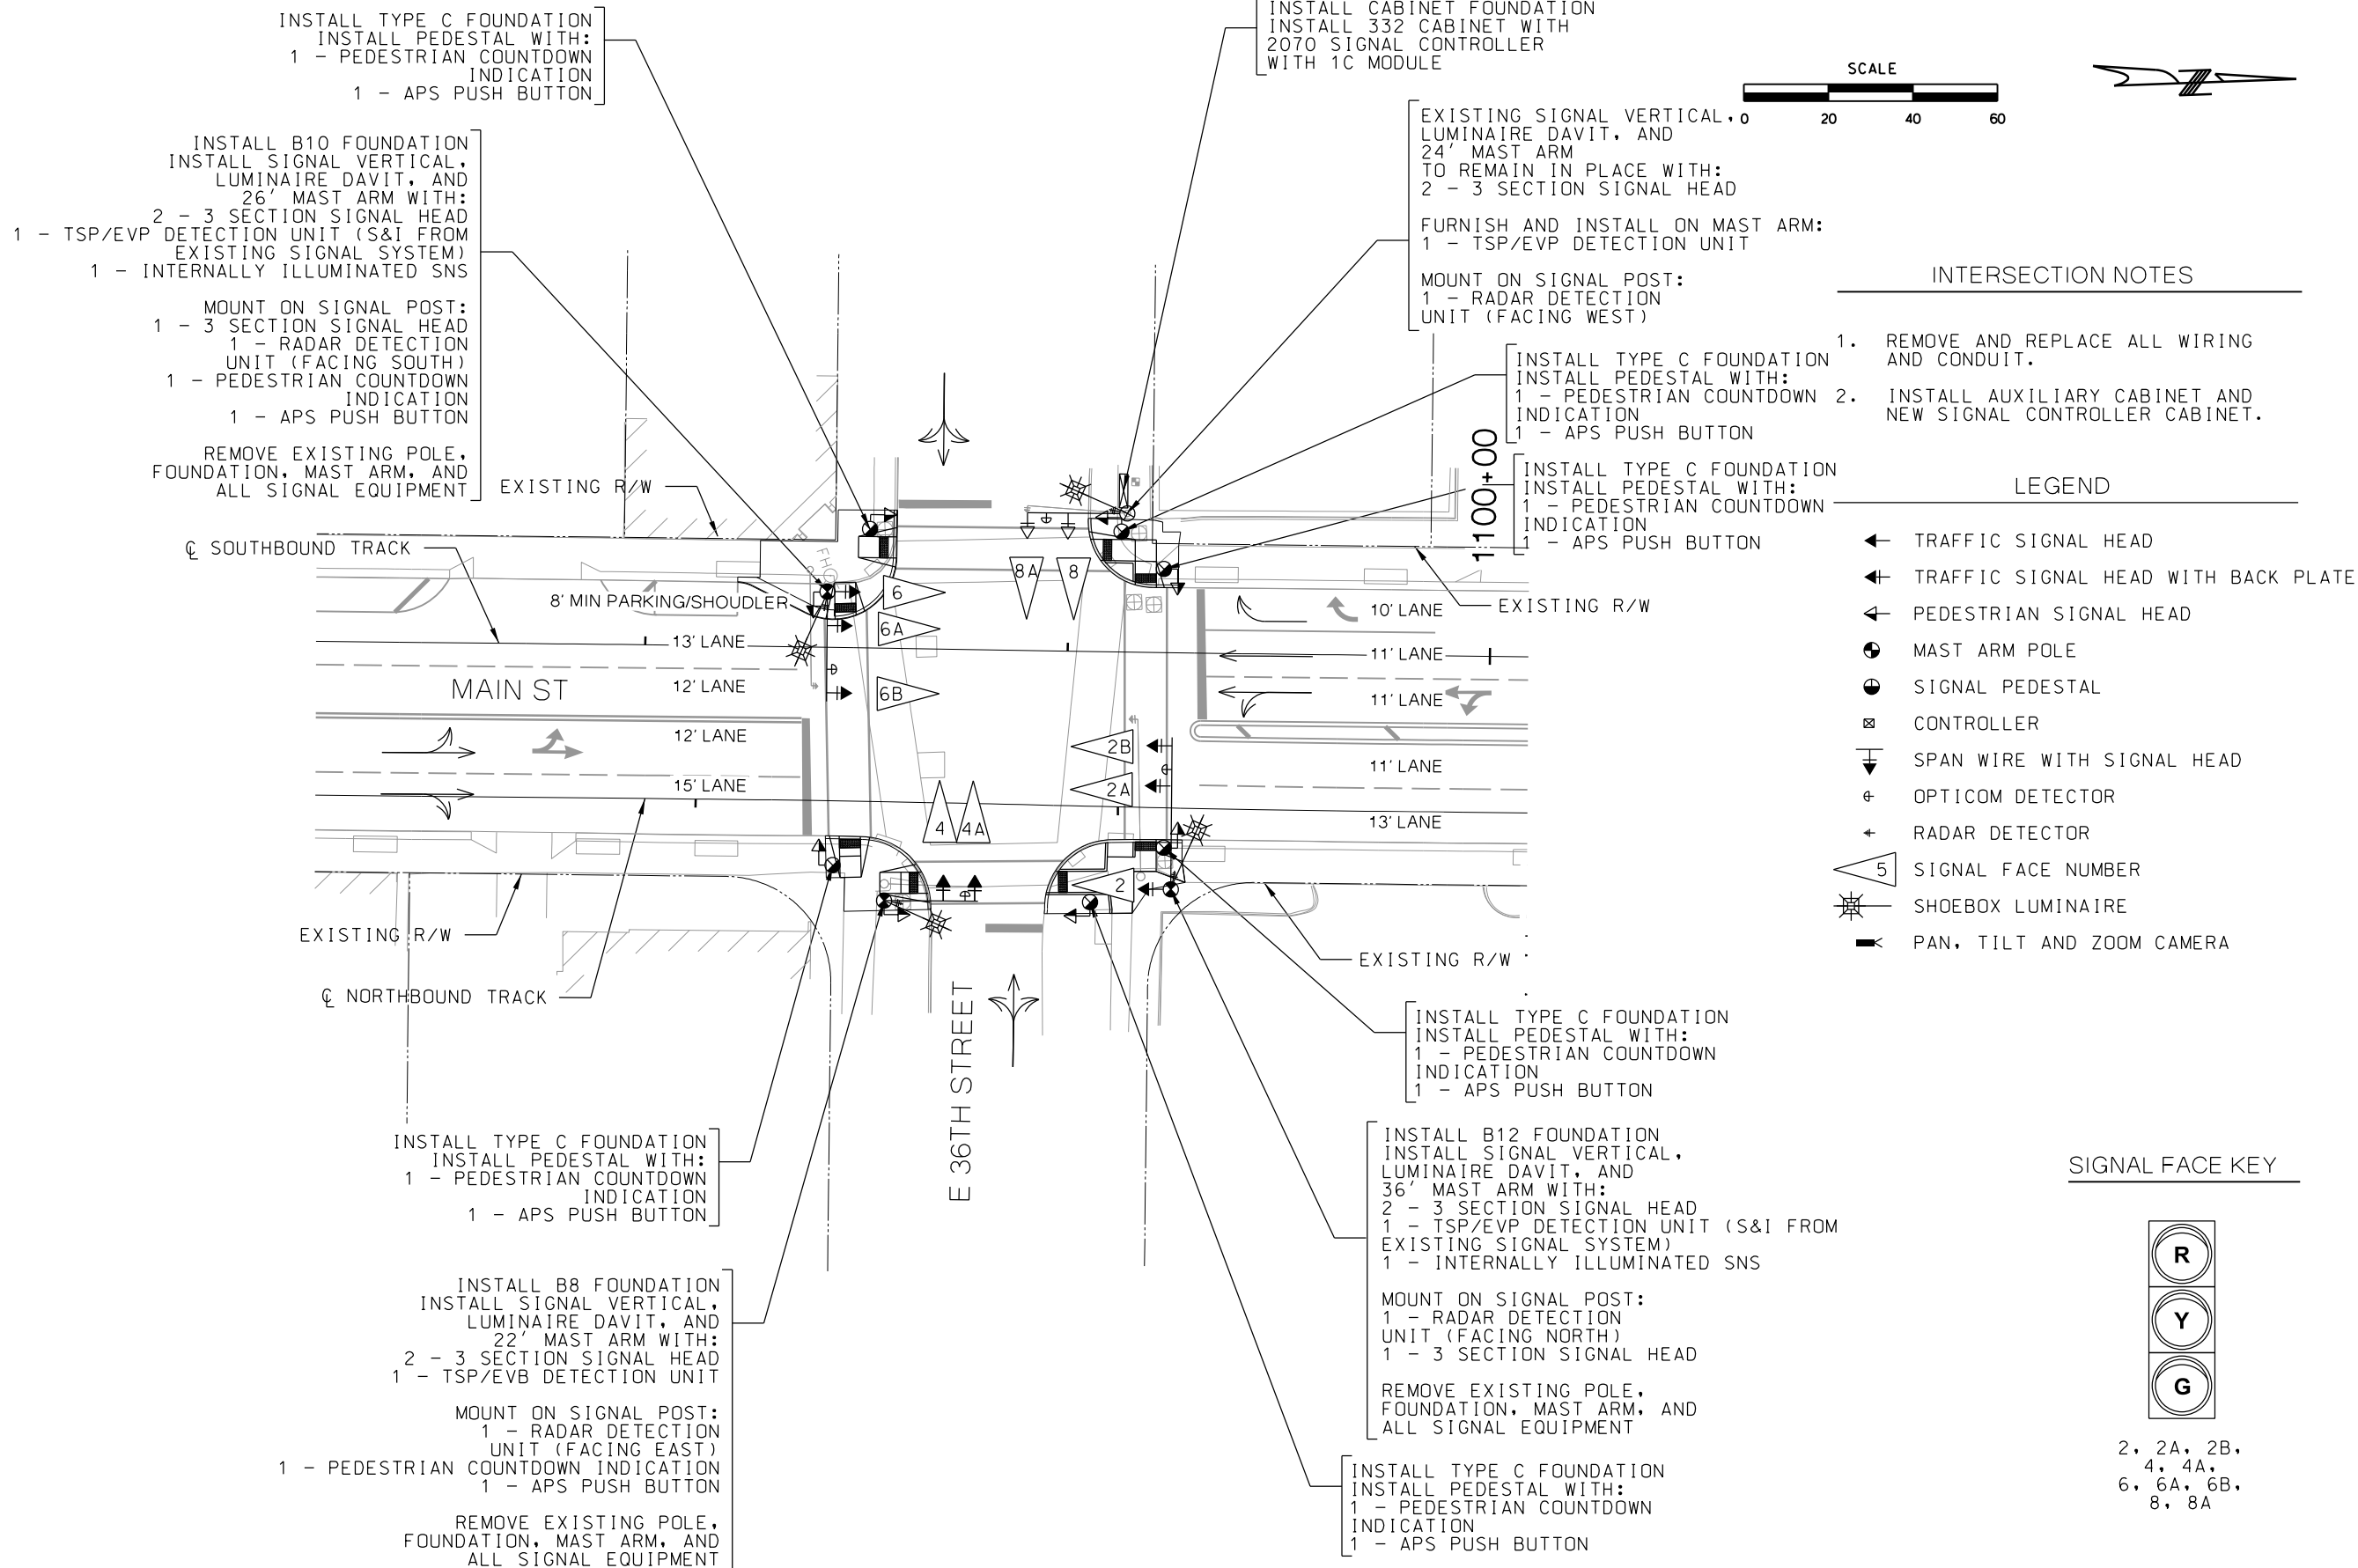 INSTALL TYPE C FOUNDATION
INSTALL PEDESTAL WITH:
1 - PEDESTRIAN COUNTDOWN
INDICATION
1 - APS PUSH BUTTON
INSTALL CABINET FOUNDATION
INSTALL 332 CABINET WITH
2070 SIGNAL CONTROLLER
WITH 1C MODULE
SCALE
0 20 40 60
INSTALL B10 FOUNDATION
INSTALL SIGNAL VERTICAL,
LUMINAIRE DAVIT, AND
26' MAST ARM WITH:
2 - 3 SECTION SIGNAL HEAD
1 - TSP/EVP DETECTION UNIT (S&I FROM
EXISTING SIGNAL SYSTEM)
1 - INTERNALLY ILLUMINATED SNS
MOUNT ON SIGNAL POST:
1 - 3 SECTION SIGNAL HEAD
1 - RADAR DETECTION
UNIT (FACING SOUTH)
1 - PEDESTRIAN COUNTDOWN
INDICATION
1 - APS PUSH BUTTON
REMOVE EXISTING POLE,
FOUNDATION, MAST ARM, AND
ALL SIGNAL EQUIPMENT
EXISTING SIGNAL VERTICAL,
LUMINAIRE DAVIT, AND
24' MAST ARM
TO REMAIN IN PLACE WITH:
2 - 3 SECTION SIGNAL HEAD
FURNISH AND INSTALL ON MAST ARM:
1 - TSP/EVP DETECTION UNIT
MOUNT ON SIGNAL POST:
1 - RADAR DETECTION
UNIT (FACING WEST)
INSTALL TYPE C FOUNDATION
INSTALL PEDESTAL WITH:
1 - PEDESTRIAN COUNTDOWN
INDICATION
1 - APS PUSH BUTTON
INSTALL TYPE C FOUNDATION
INSTALL PEDESTAL WITH:
1 - PEDESTRIAN COUNTDOWN
INDICATION
1 - APS PUSH BUTTON
1100+00
INTERSECTION NOTES
1. REMOVE AND REPLACE ALL WIRING
AND CONDUIT.
2. INSTALL AUXILIARY CABINET AND
NEW SIGNAL CONTROLLER CABINET.
LEGEND
TRAFFIC SIGNAL HEAD
TRAFFIC SIGNAL HEAD WITH BACK PLATE
PEDESTRIAN SIGNAL HEAD
MAST ARM POLE
SIGNAL PEDESTAL
CONTROLLER
SPAN WIRE WITH SIGNAL HEAD
OPTICOM DETECTOR
RADAR DETECTOR
5 SIGNAL FACE NUMBER
SHOEBOX LUMINAIRE
PAN, TILT AND ZOOM CAMERA
EXISTING R/W
℄ SOUTHBOUND TRACK
FH
8' MIN PARKING/SHOUDLER
13' LANE
12' LANE
MAIN ST
12' LANE
15' LANE
8A
8
6
6A
6B
2B
2A
2
4
4A
10' LANE
11' LANE
11' LANE
11' LANE
13' LANE
EXISTING R/W
EXISTING R/W
℄ NORTHBOUND TRACK
EXISTING R/W
E 36TH STREET
INSTALL TYPE C FOUNDATION
INSTALL PEDESTAL WITH:
1 - PEDESTRIAN COUNTDOWN
INDICATION
1 - APS PUSH BUTTON
INSTALL B8 FOUNDATION
INSTALL SIGNAL VERTICAL,
LUMINAIRE DAVIT, AND
22' MAST ARM WITH:
2 - 3 SECTION SIGNAL HEAD
1 - TSP/EVB DETECTION UNIT
MOUNT ON SIGNAL POST:
1 - RADAR DETECTION
UNIT (FACING EAST)
1 - PEDESTRIAN COUNTDOWN INDICATION
1 - APS PUSH BUTTON
REMOVE EXISTING POLE,
FOUNDATION, MAST ARM, AND
ALL SIGNAL EQUIPMENT
INSTALL TYPE C FOUNDATION
INSTALL PEDESTAL WITH:
1 - PEDESTRIAN COUNTDOWN
INDICATION
1 - APS PUSH BUTTON
INSTALL B12 FOUNDATION
INSTALL SIGNAL VERTICAL,
LUMINAIRE DAVIT, AND
36' MAST ARM WITH:
2 - 3 SECTION SIGNAL HEAD
1 - TSP/EVP DETECTION UNIT (S&I FROM
EXISTING SIGNAL SYSTEM)
1 - INTERNALLY ILLUMINATED SNS
MOUNT ON SIGNAL POST:
1 - RADAR DETECTION
UNIT (FACING NORTH)
1 - 3 SECTION SIGNAL HEAD
REMOVE EXISTING POLE,
FOUNDATION, MAST ARM, AND
ALL SIGNAL EQUIPMENT
INSTALL TYPE C FOUNDATION
INSTALL PEDESTAL WITH:
1 - PEDESTRIAN COUNTDOWN
INDICATION
1 - APS PUSH BUTTON
SIGNAL FACE KEY
R
Y
G
2, 2A, 2B,
4, 4A,
6, 6A, 6B,
8, 8A